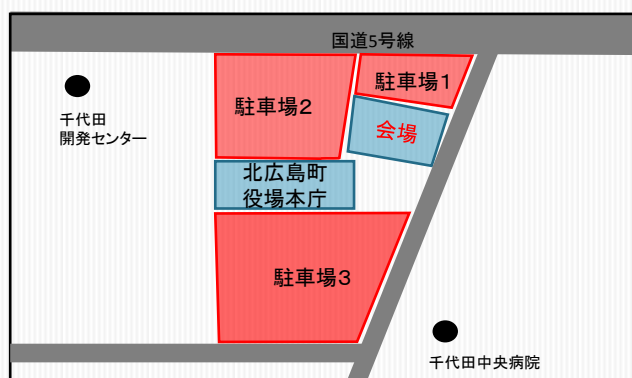 国道5号線
駐車場1
駐車場2
会場
千代田
開発センター
北広島町
役場本庁
駐車場3
千代田中央病院